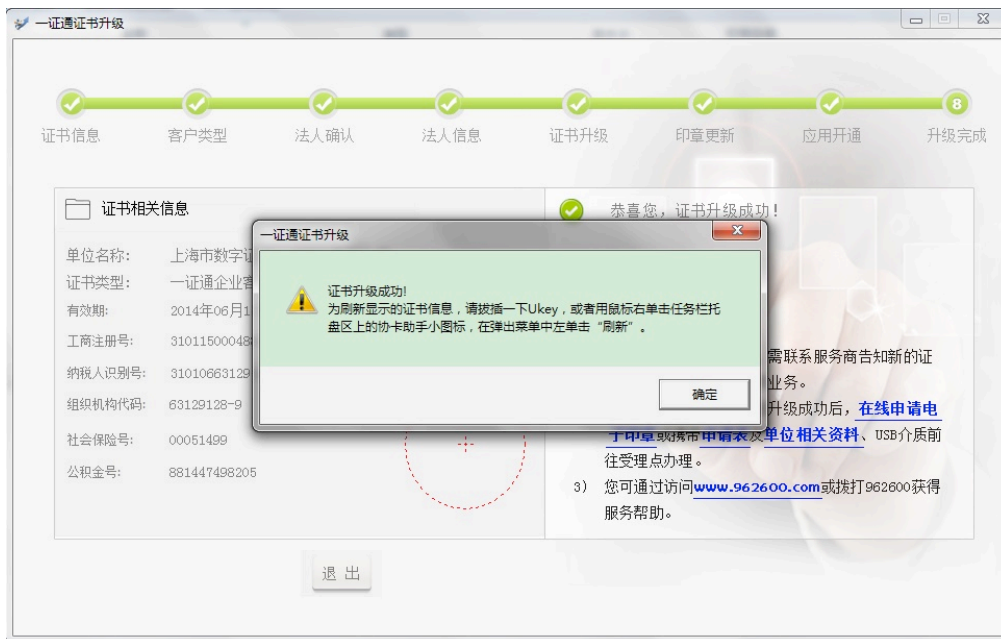 一证通证书升级
证书信息
客户类型
法人确认
法人信息
证书升级
印章更新
应用开通
8
升级完成
证书相关信息
单位名称: 上海市数字证
证书类型: 一证通企业客
有效期: 2014年06月1
工商注册号: 31011500048
纳税人识别号: 31010663129
组织机构代码: 63129128-9
社会保险号: 00051499
公积金号: 881447498205
恭喜您，证书升级成功!
一证通证书升级
证书升级成功!
为刷新显示的证书信息，请拔插一下Ukey，或者用鼠标右单击任务栏托
盘区上的协卡助手小图标，在弹出菜单中左单击“刷新”。
确定
需联系服务商告知新的证
业务。
升级成功后，在线申请电
子印章或携带申请表及单位相关资料、USB介质前
往受理点办理。
3) 您可通过访问www.962600.com或拨打962600获得
服务帮助。
退 出